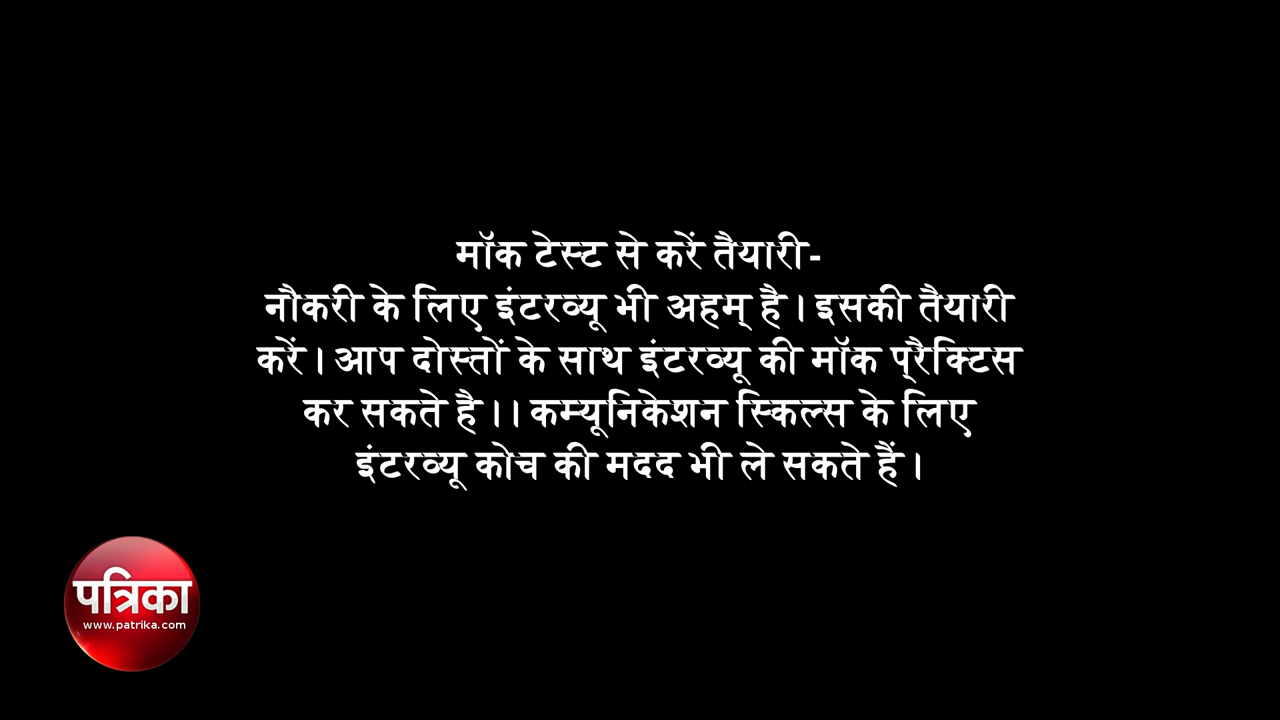 मॉक टेस्ट से करें तैयारी-
नौकरी के लिए इंटरव्यू भी अहम् है। इसकी तैयारी
करें। आप दोस्तों के साथ इंटरव्यू की मॉक प्रैक्टिस
कर सकते है।। कम्यूनिकेशन स्किल्स के लिए
इंटरव्यू कोच की मदद भी ले सकते हैं।
पत्रिका
www.patrika.com